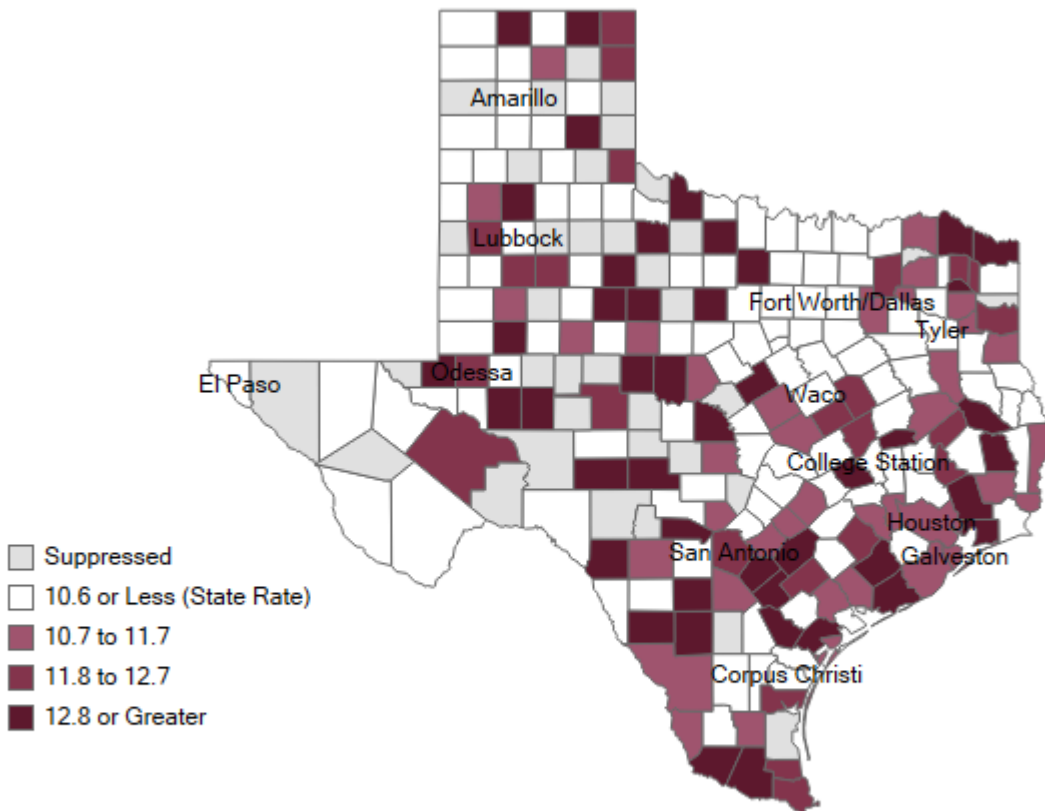 Amarillo
Lubbock
Fort Worth/Dallas
Tyler
Odessa
El Paso
Waco
College Station
Houston
San Antonio
Galveston
Corpus Christi
Suppressed
10.6 or Less (State Rate)
10.7 to 11.7
11.8 to 12.7
12.8 or Greater